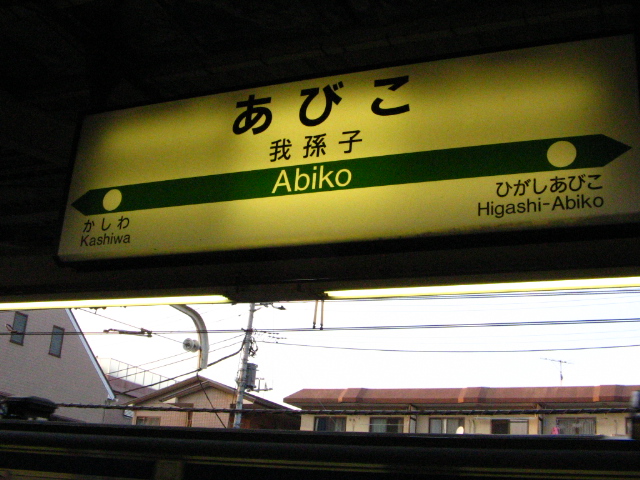 あびこ
我孫子
Abiko
かしわ
Kashiwa
ひがしあびこ
Higashi-Abiko